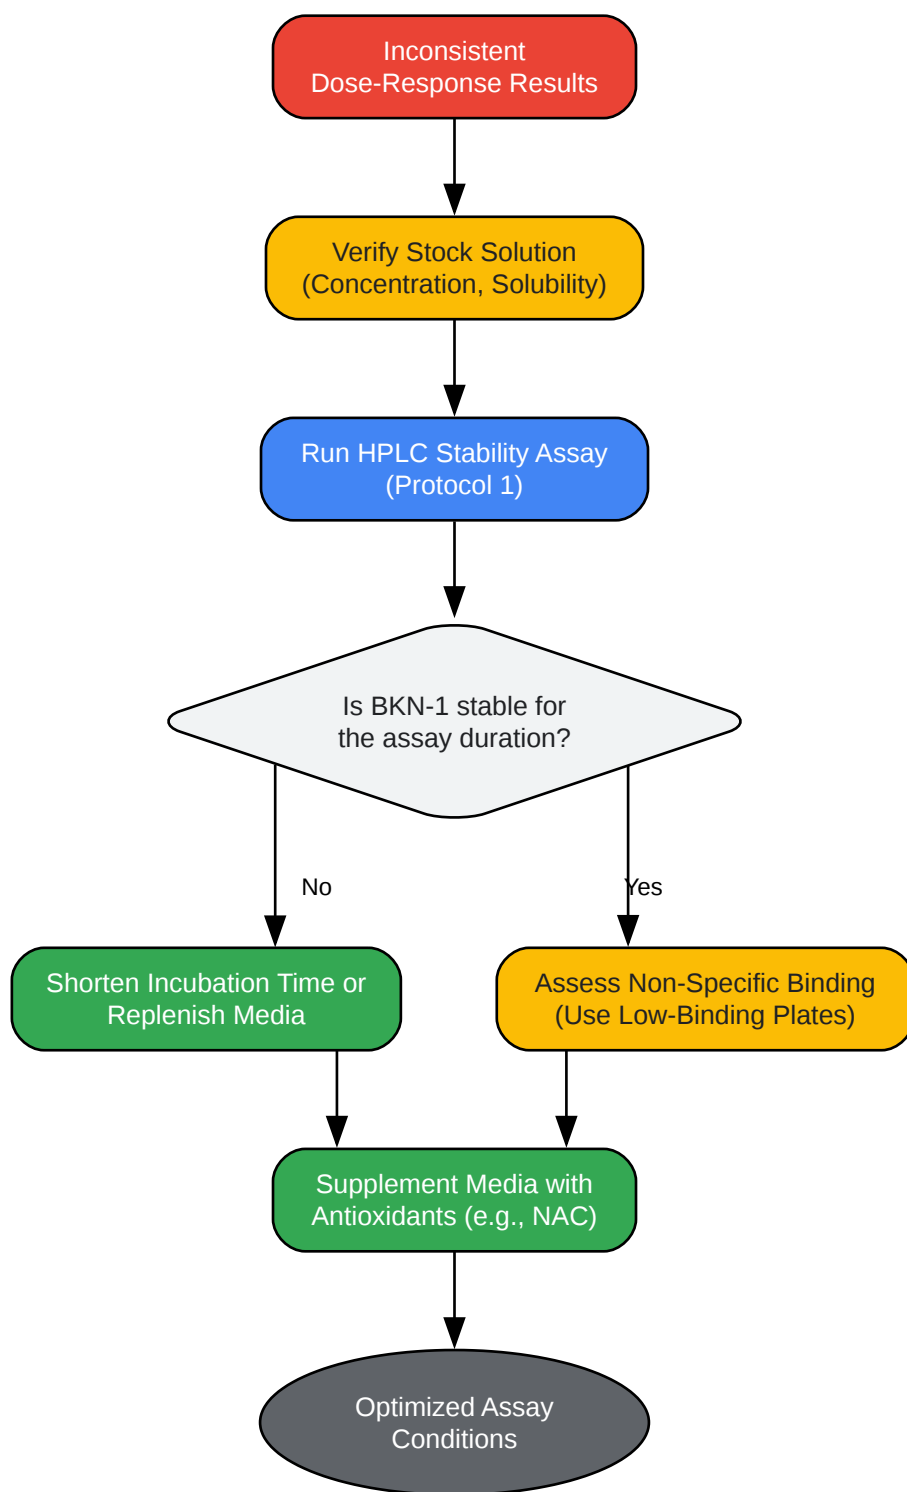 Inconsistent
Dose-Response Results
Verify Stock Solution
(Concentration, Solubility)
Run HPLC Stability Assay
(Protocol 1)
Is BKN-1 stable for
the assay duration?
No
Yes
Shorten Incubation Time or
Replenish Media
Assess Non-Specific Binding
(Use Low-Binding Plates)
Supplement Media with
Antioxidants (e.g., NAC)
Optimized Assay
Conditions